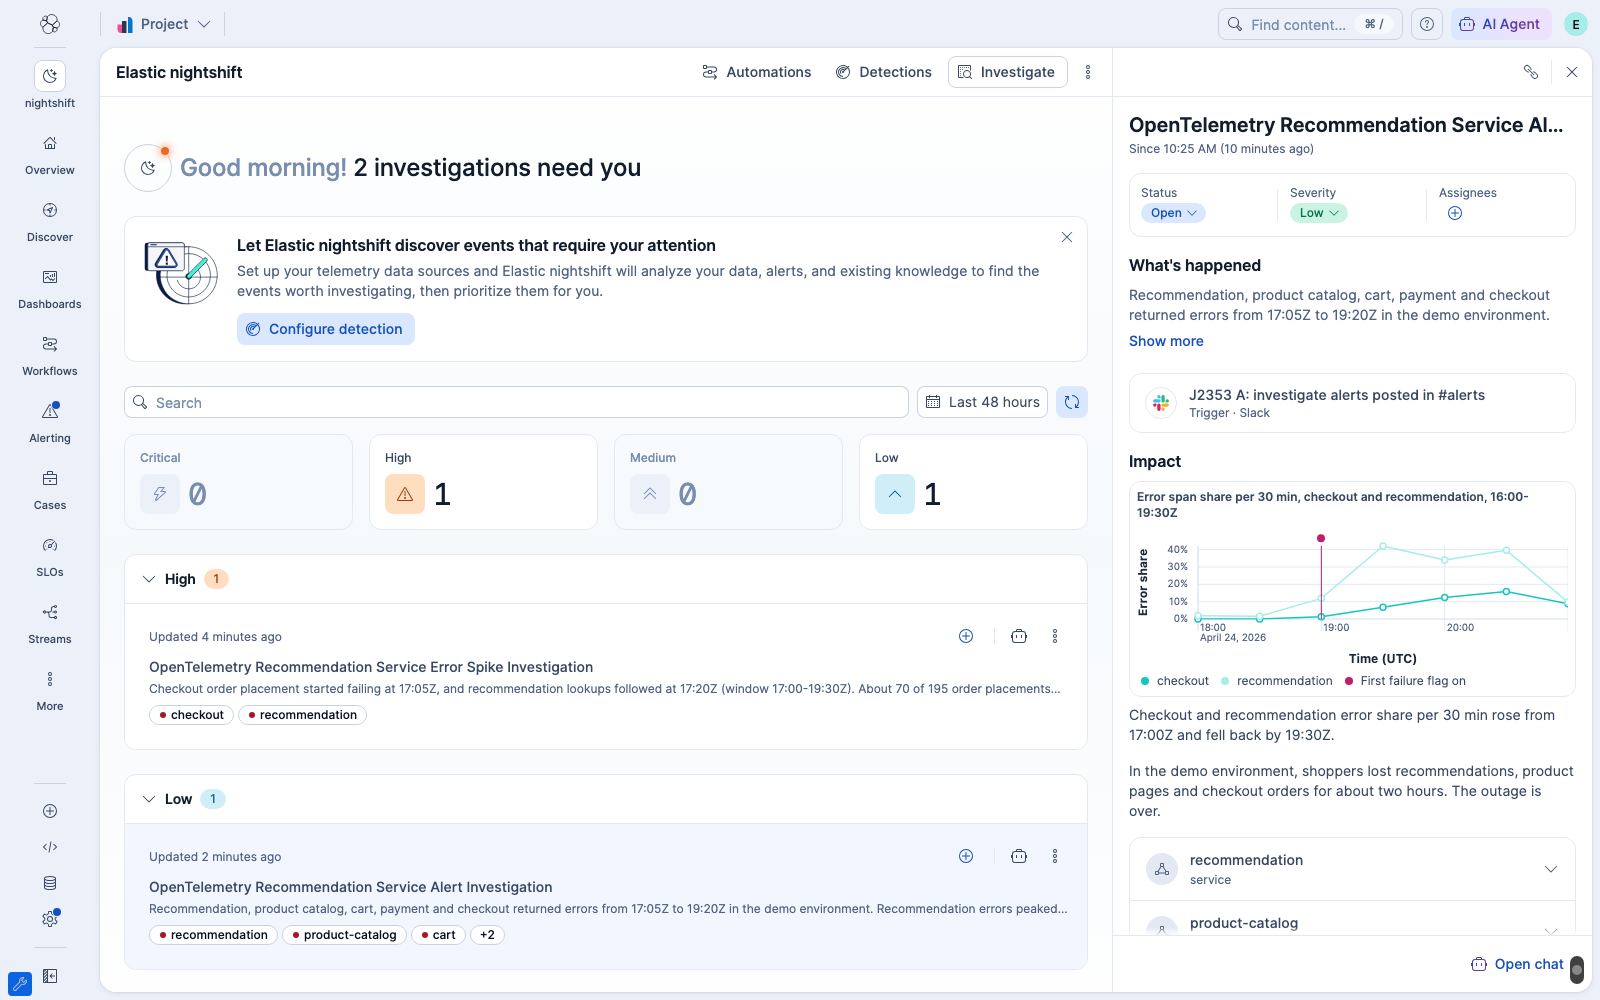 Project
Find content...
⌘ /
AI Agent
E
nightshift
Overview
Discover
Dashboards
Workflows
Alerting
Cases
SLOs
Streams
More
Elastic nightshift
Automations
Detections
Investigate
Good morning! 2 investigations need you
Let Elastic nightshift discover events that require your attention
Set up your telemetry data sources and Elastic nightshift will analyze your data, alerts, and existing knowledge to find the
events worth investigating, then prioritize them for you.
Configure detection
Search
Last 48 hours
Critical
0
High
1
Medium
0
Low
1
High 1
Updated 4 minutes ago
OpenTelemetry Recommendation Service Error Spike Investigation
Checkout order placement started failing at 17:05Z, and recommendation lookups followed at 17:20Z (window 17:00-19:30Z). About 70 of 195 order placements...
checkout
recommendation
Low 1
Updated 2 minutes ago
OpenTelemetry Recommendation Service Alert Investigation
Recommendation, product catalog, cart, payment and checkout returned errors from 17:05Z to 19:20Z in the demo environment. Recommendation errors peaked...
recommendation
product-catalog
cart
+2
OpenTelemetry Recommendation Service Al...
Since 10:25 AM (10 minutes ago)
Status
Open
Severity
Low
Assignees
What's happened
Recommendation, product catalog, cart, payment and checkout
returned errors from 17:05Z to 19:20Z in the demo environment.
Show more
J2353 A: investigate alerts posted in #alerts
Trigger · Slack
Impact
Error span share per 30 min, checkout and recommendation, 16:00-
19:30Z
Error share
40%
30%
20%
10%
0%
18:00
April 24, 2026
19:00
20:00
Time (UTC)
checkout
recommendation
First failure flag on
Checkout and recommendation error share per 30 min rose from
17:00Z and fell back by 19:30Z.
In the demo environment, shoppers lost recommendations, product
pages and checkout orders for about two hours. The outage is
over.
recommendation
service
product-catalog
Open chat